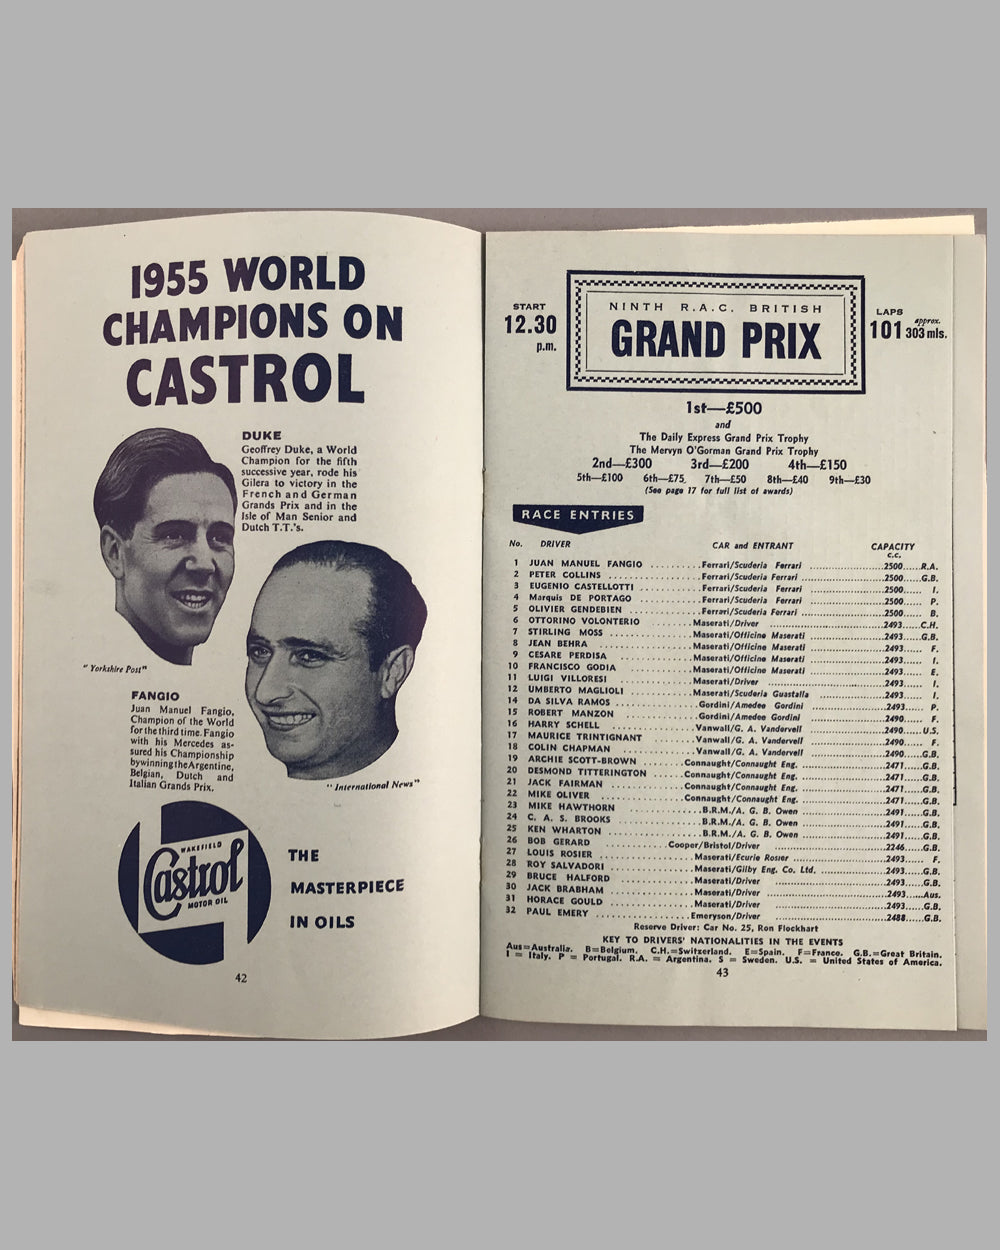 1955 WORLD
CHAMPIONS ON
CASTROL
DUKE
Geoffrey Duke, a World
Champion for the fifth
successive year, rode his
Gilera to victory in the
French and German
Grands Prix and in the
Isle of Man Senior and
Dutch T.T.'s.
"Yorkshire Post"
FANGIO
Juan Manuel Fangio,
Champion of the World
for the third time. Fangio
with his Mercedes as-
sured his Championship
by winning the Argentine,
Belgian, Dutch and
Italian Grands Prix.
"International News"
WAKEFIELD
Castrol
MOTOR OIL
THE
MASTERPIECE
IN OILS
42
START
12.30
p.m.
NINTH R.A.C. BRITISH
GRAND PRIX
LAPS
101 approx. 303 mls.
1st—£500
and
The Daily Express Grand Prix Trophy
The Mervyn O'Gorman Grand Prix Trophy
2nd—£300 3rd—£200 4th—£150
5th—£100 6th—£75 7th—£50 8th—£40 9th—£30
(See page 17 for full list of awards)
RACE ENTRIES
No. DRIVER CAR and ENTRANT CAPACITY
c.c.
1 JUAN MANUEL FANGIO ..........Ferrari/Scuderia Ferrari ....................2500......R.A.
2 PETER COLLINS ..........Ferrari/Scuderia Ferrari ....................2500......G.B.
3 EUGENIO CASTELLOTTI ..........Ferrari/Scuderia Ferrari ....................2500...... I.
4 Marquis DE PORTAGO ..........Ferrari/Scuderia Ferrari ....................2500...... P.
5 OLIVIER GENDEBIEN ..........Ferrari/Scuderia Ferrari ....................2500...... B.
6 OTTORINO VOLONTERIO ..........Maserati/Driver ....................2493......C.H.
7 STIRLING MOSS ..........Maserati/Officine Maserati ....................2493......G.B.
8 JEAN BEHRA ..........Maserati/Officine Maserati ....................2493...... F.
9 CESARE PERDISA ..........Maserati/Officine Maserati ....................2493...... I.
10 FRANCISCO GODIA ..........Maserati/Officine Maserati ....................2493...... E.
11 LUIGI VILLORESI ..........Maserati/Driver ....................2493...... I.
12 UMBERTO MAGLIOLI ..........Maserati/Scuderia Guastalla ....................2493...... I.
14 DA SILVA RAMOS ..........Gordini/Amedee Gordini ....................2493...... P.
15 ROBERT MANZON ..........Gordini/Amedee Gordini ....................2490...... F.
16 HARRY SCHELL ..........Vanwall/G. A. Vandervell ....................2490......U.S.
17 MAURICE TRINTIGNANT ..........Vanwall/G. A. Vandervell ....................2490...... F.
18 COLIN CHAPMAN ..........Vanwall/G. A. Vandervell ....................2490......G.B.
19 ARCHIE SCOTT-BROWN ..........Connaught/Connaught Eng. ....................2471......G.B.
20 DESMOND TITTERINGTON ..........Connaught/Connaught Eng. ....................2471......G.B.
21 JACK FAIRMAN ..........Connaught/Connaught Eng. ....................2471......G.B.
22 MIKE OLIVER ..........Connaught/Connaught Eng. ....................2471......G.B.
23 MIKE HAWTHORN ..........B.R.M./A. G. B. Owen ....................2491......G.B.
24 C. A. S. BROOKS ..........B.R.M./A. G. B. Owen ....................2491......G.B.
25 KEN WHARTON ..........B.R.M./A. G. B. Owen ....................2491......G.B.
26 BOB GERARD ..........Cooper/Bristol/Driver ....................2246......G.B.
27 LOUIS ROSIER ..........Maserati/Ecurie Rosier ....................2493...... F.
28 ROY SALVADORI ..........Maserati/Gilby Eng. Co. Ltd. ....................2493......G.B.
29 BRUCE HALFORD ..........Maserati/Driver ....................2493......G.B.
30 JACK BRABHAM ..........Maserati/Driver ....................2493......Aus.
31 HORACE GOULD ..........Maserati/Driver ....................2493......G.B.
32 PAUL EMERY ..........Emeryson/Driver ....................2488......G.B.
Reserve Driver: Car No. 25, Ron Flockhart
KEY TO DRIVERS' NATIONALITIES IN THE EVENTS
Aus=Australia. B=Belgium. C.H.=Switzerland. E=Spain. F=France. G.B.=Great Britain.
I = Italy. P = Portugal. R.A. = Argentina. S = Sweden. U.S. = United States of America.
43